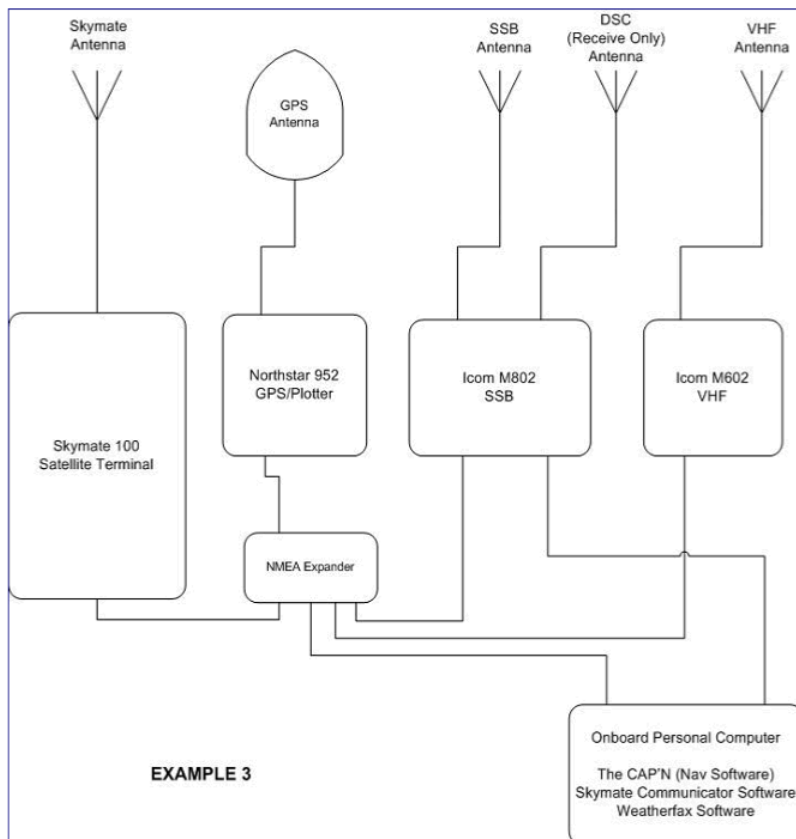 Skymate
Antenna
GPS
Antenna
SSB
Antenna
DSC
(Receive Only)
Antenna
VHF
Antenna
Skymate 100
Satellite Terminal
Northstar 952
GPS/Plotter
Icom M802
SSB
Icom M602
VHF
NMEA Expander
EXAMPLE 3
Onboard Personal Computer
The CAP'N (Nav Software)
Skymate Communicator Software
Weatherfax Software